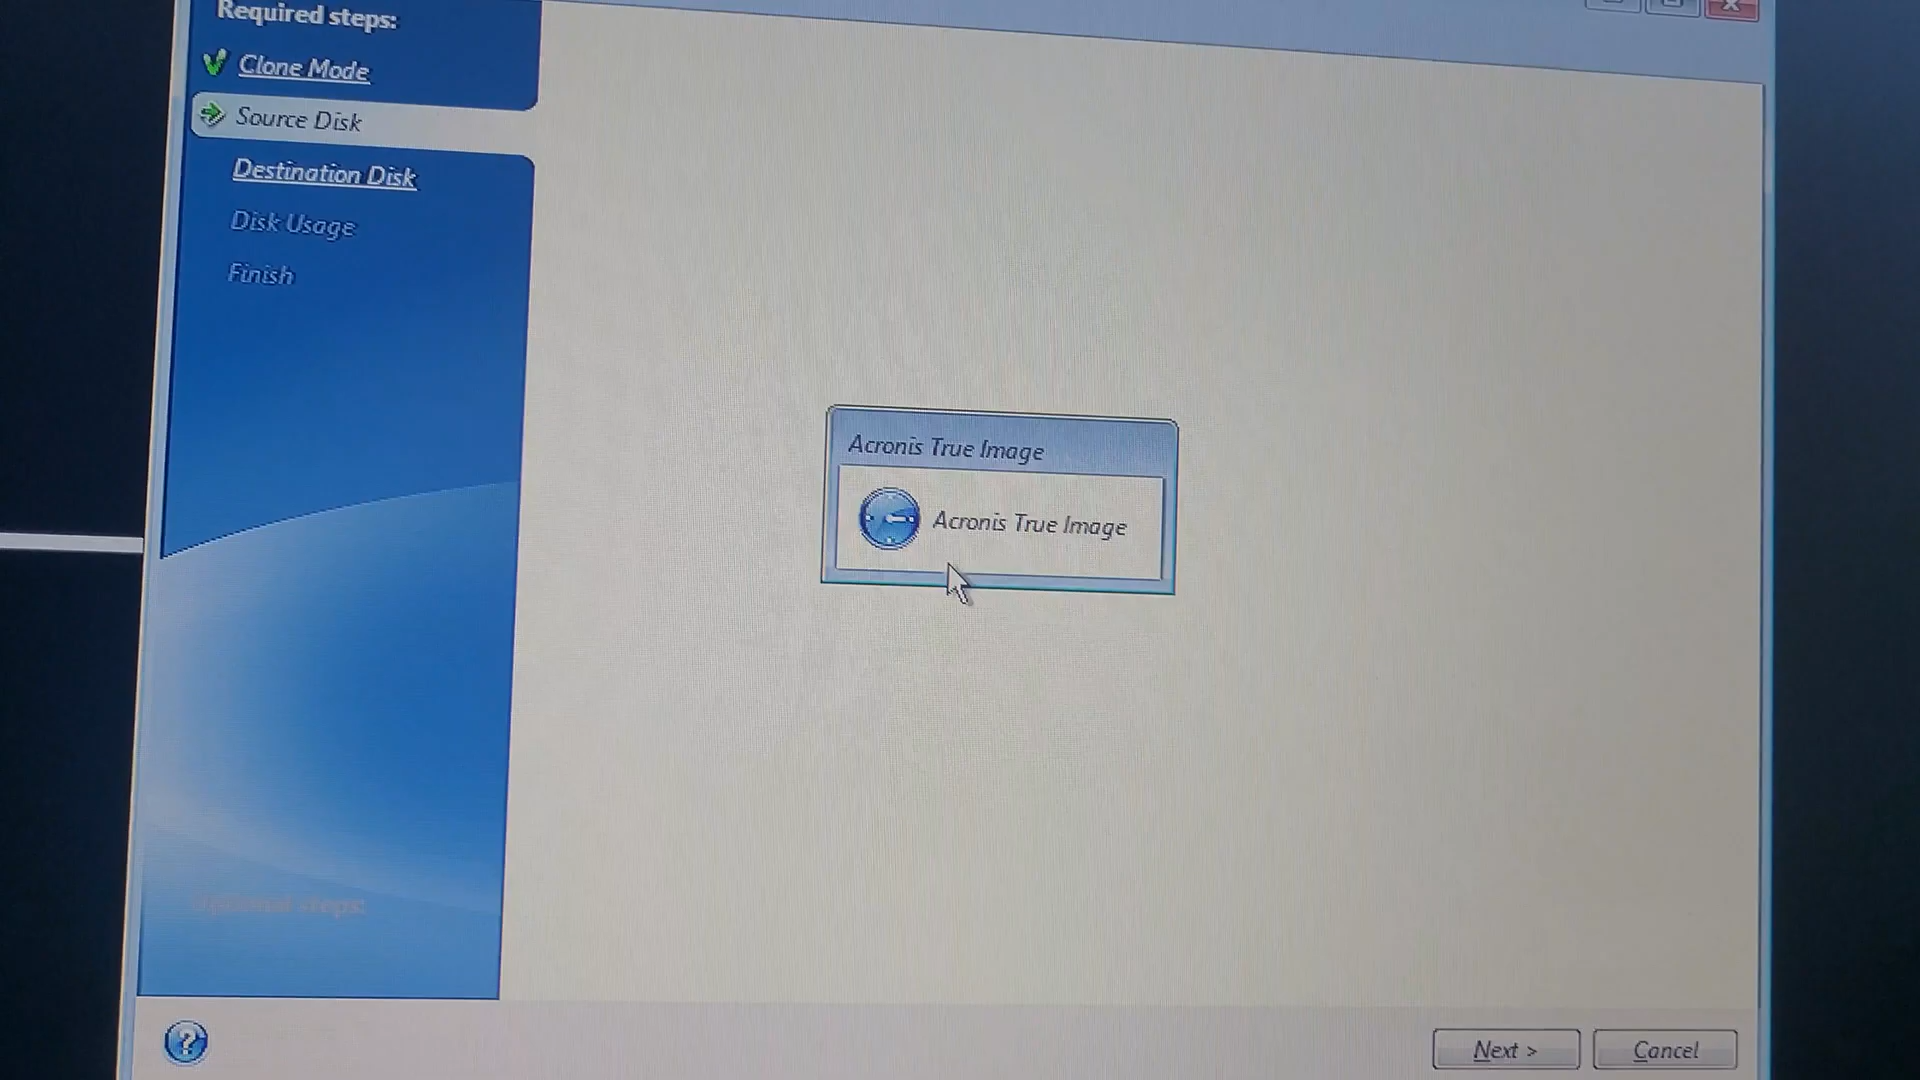 Required steps:
Clone Mode
Source Disk
Destination Disk
Disk Usage
Finish
Acronis True Image
Acronis True Image
Optional steps:
?
Next >
Cancel